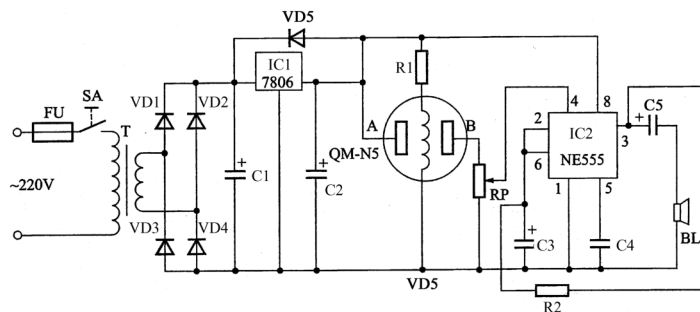 VD5
IC1
7806
R1
SA
FU
T
VD1
VD2
A
B
4
8
2
3
C5
+
IC2
NE555
6
QM-N5
+
C1
+
C2
RP
1
5
~220V
BL
VD3
VD4
+
C3
C4
VD5
R2